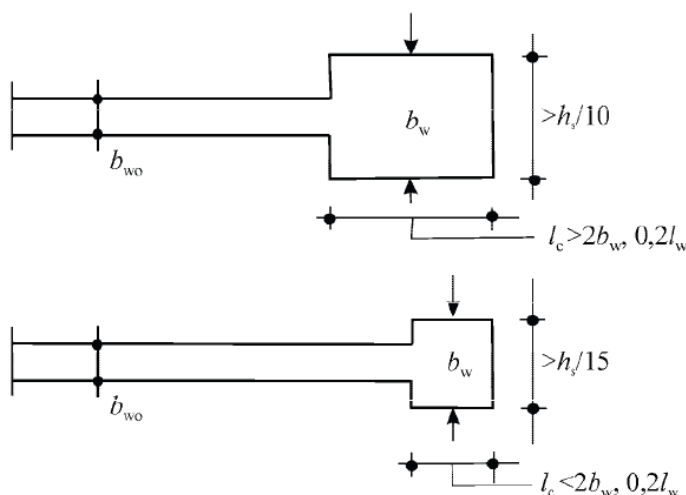 b_w
>h_s/10
b_wo
l_c>2b_w, 0,2l_w
b_w
>h_s/15
b_wo
l_c<2b_w, 0,2l_w